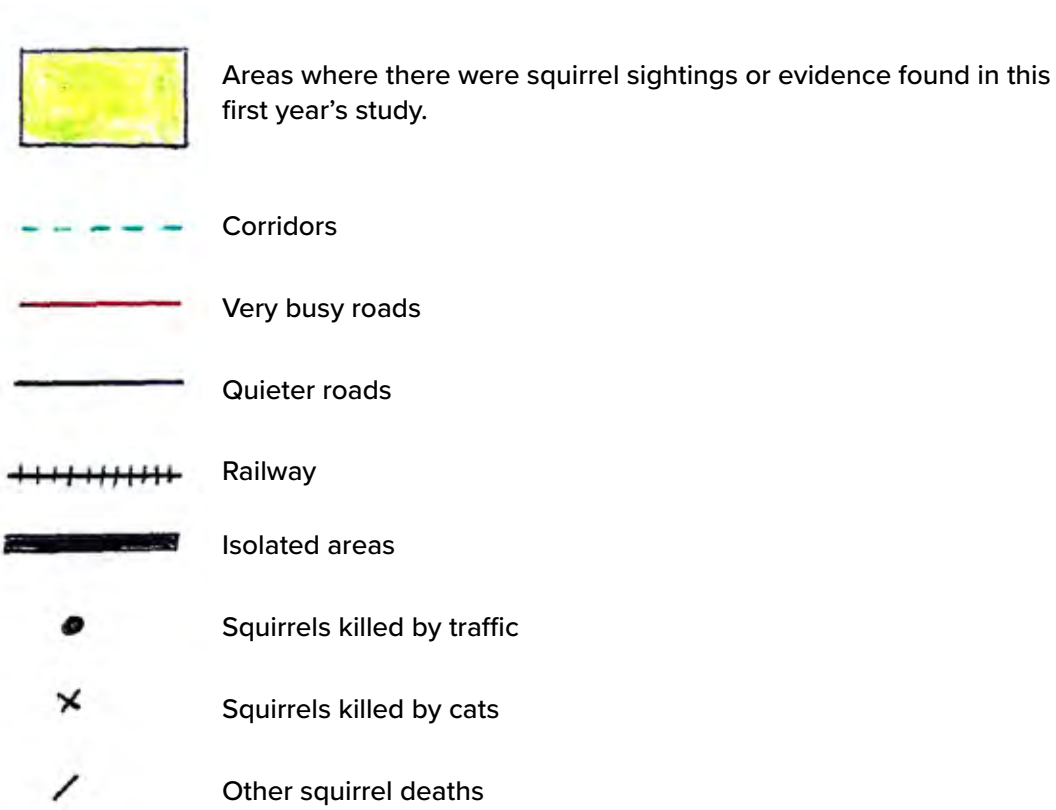 Areas where there were squirrel sightings or evidence found in this
first year's study.
Corridors
Very busy roads
Quieter roads
Railway
Isolated areas
Squirrels killed by traffic
Squirrels killed by cats
Other squirrel deaths